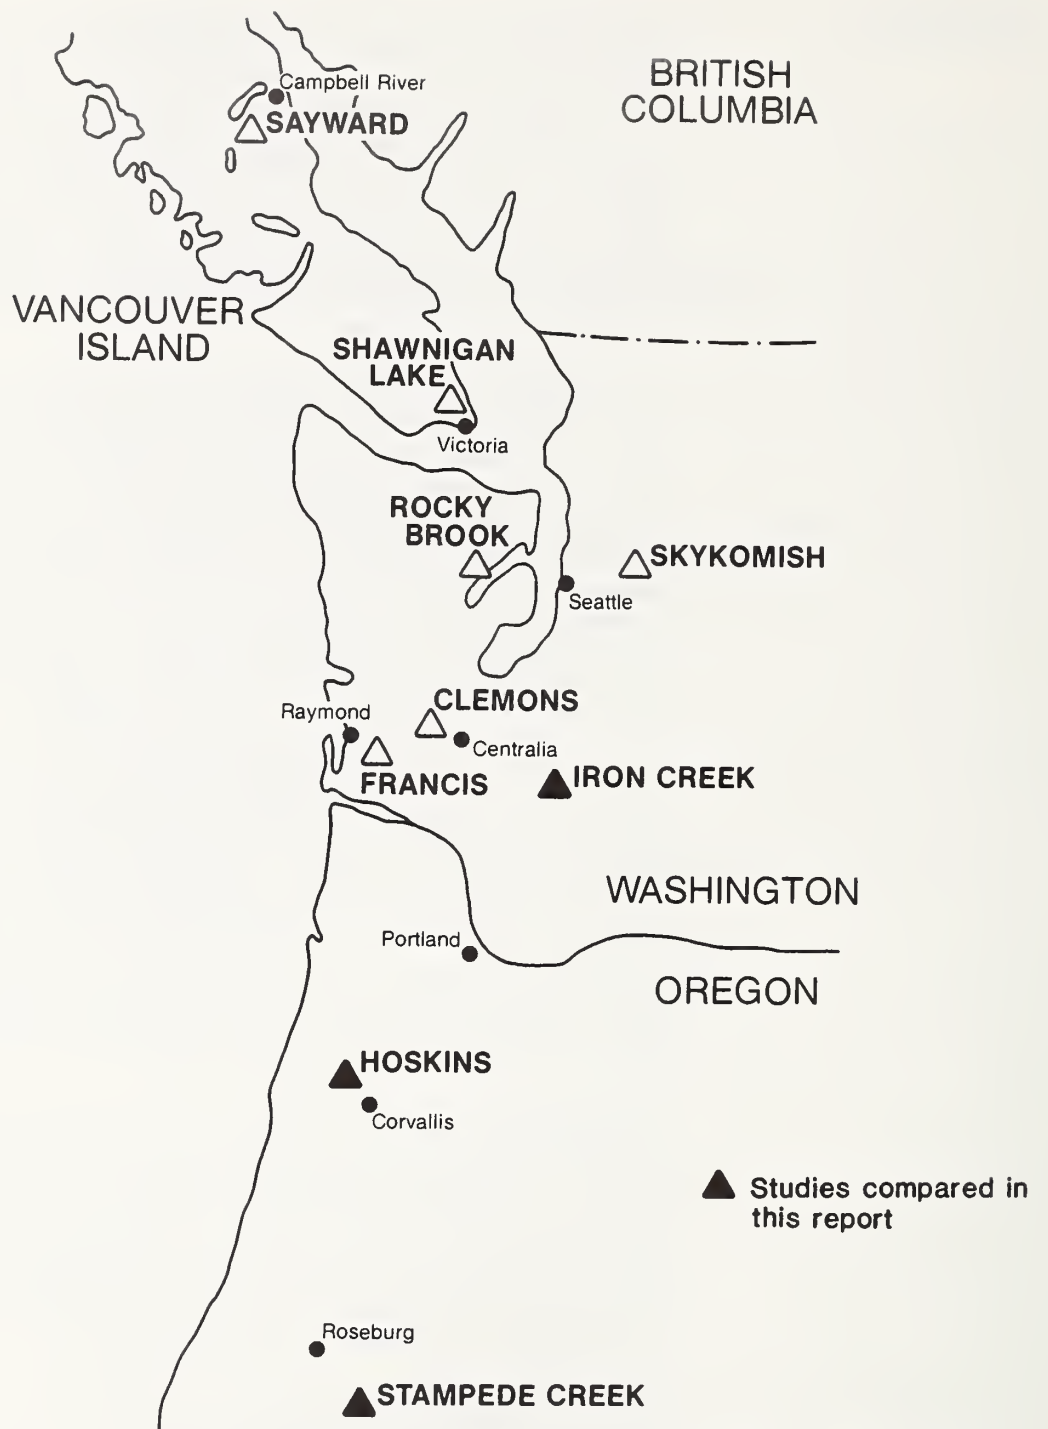 Campbell River
SAYWARD
BRITISH
COLUMBIA
VANCOUVER
ISLAND
SHAWNIGAN
LAKE
Victoria
ROCKY
BROOK
SKYKOMISH
Seattle
CLEMONS
Raymond
Centralia
FRANCIS
IRON CREEK
WASHINGTON
Portland
OREGON
HOSKINS
Corvallis
Studies compared in
this report
Roseburg
STAMPEDE CREEK